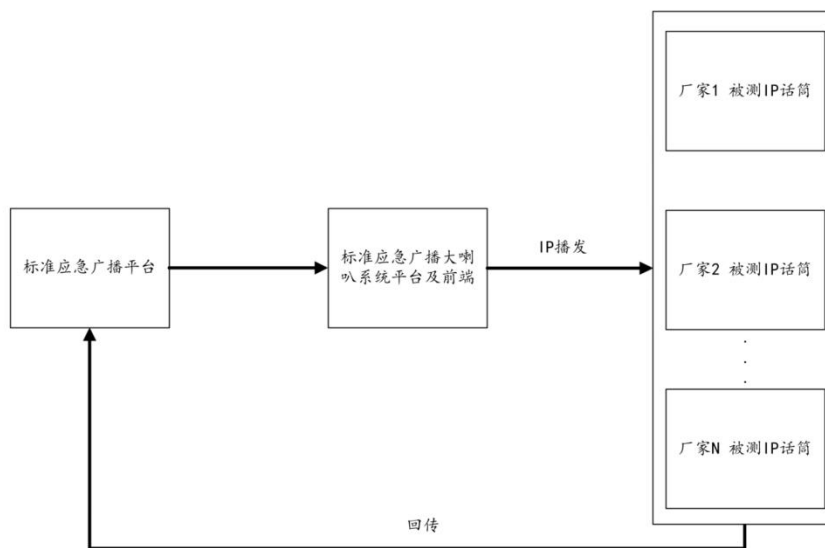 厂家1 被测IP话筒
标准应急广播平台
标准应急广播大喇
叭系统平台及前端
IP播发
厂家2 被测IP话筒
厂家N 被测IP话筒
回传